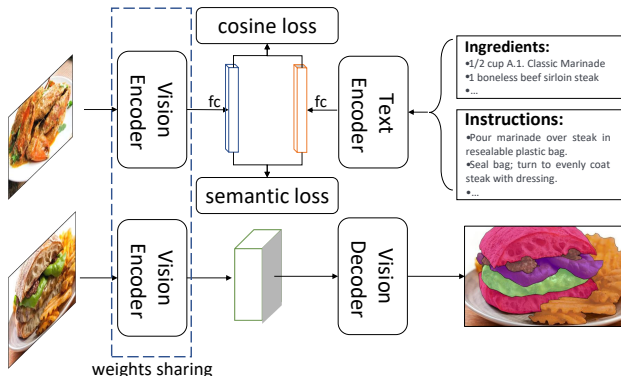 cosine loss
Vision
Encoder
fc
fc
Text
Encoder
Ingredients:
•1/2 cup A.1. Classic Marinade
•1 boneless beef sirloin steak
•...
Instructions:
•Pour marinade over steak in
resealable plastic bag.
•Seal bag; turn to evenly coat
steak with dressing.
•...
semantic loss
Vision
Encoder
Vision
Decoder
weights sharing